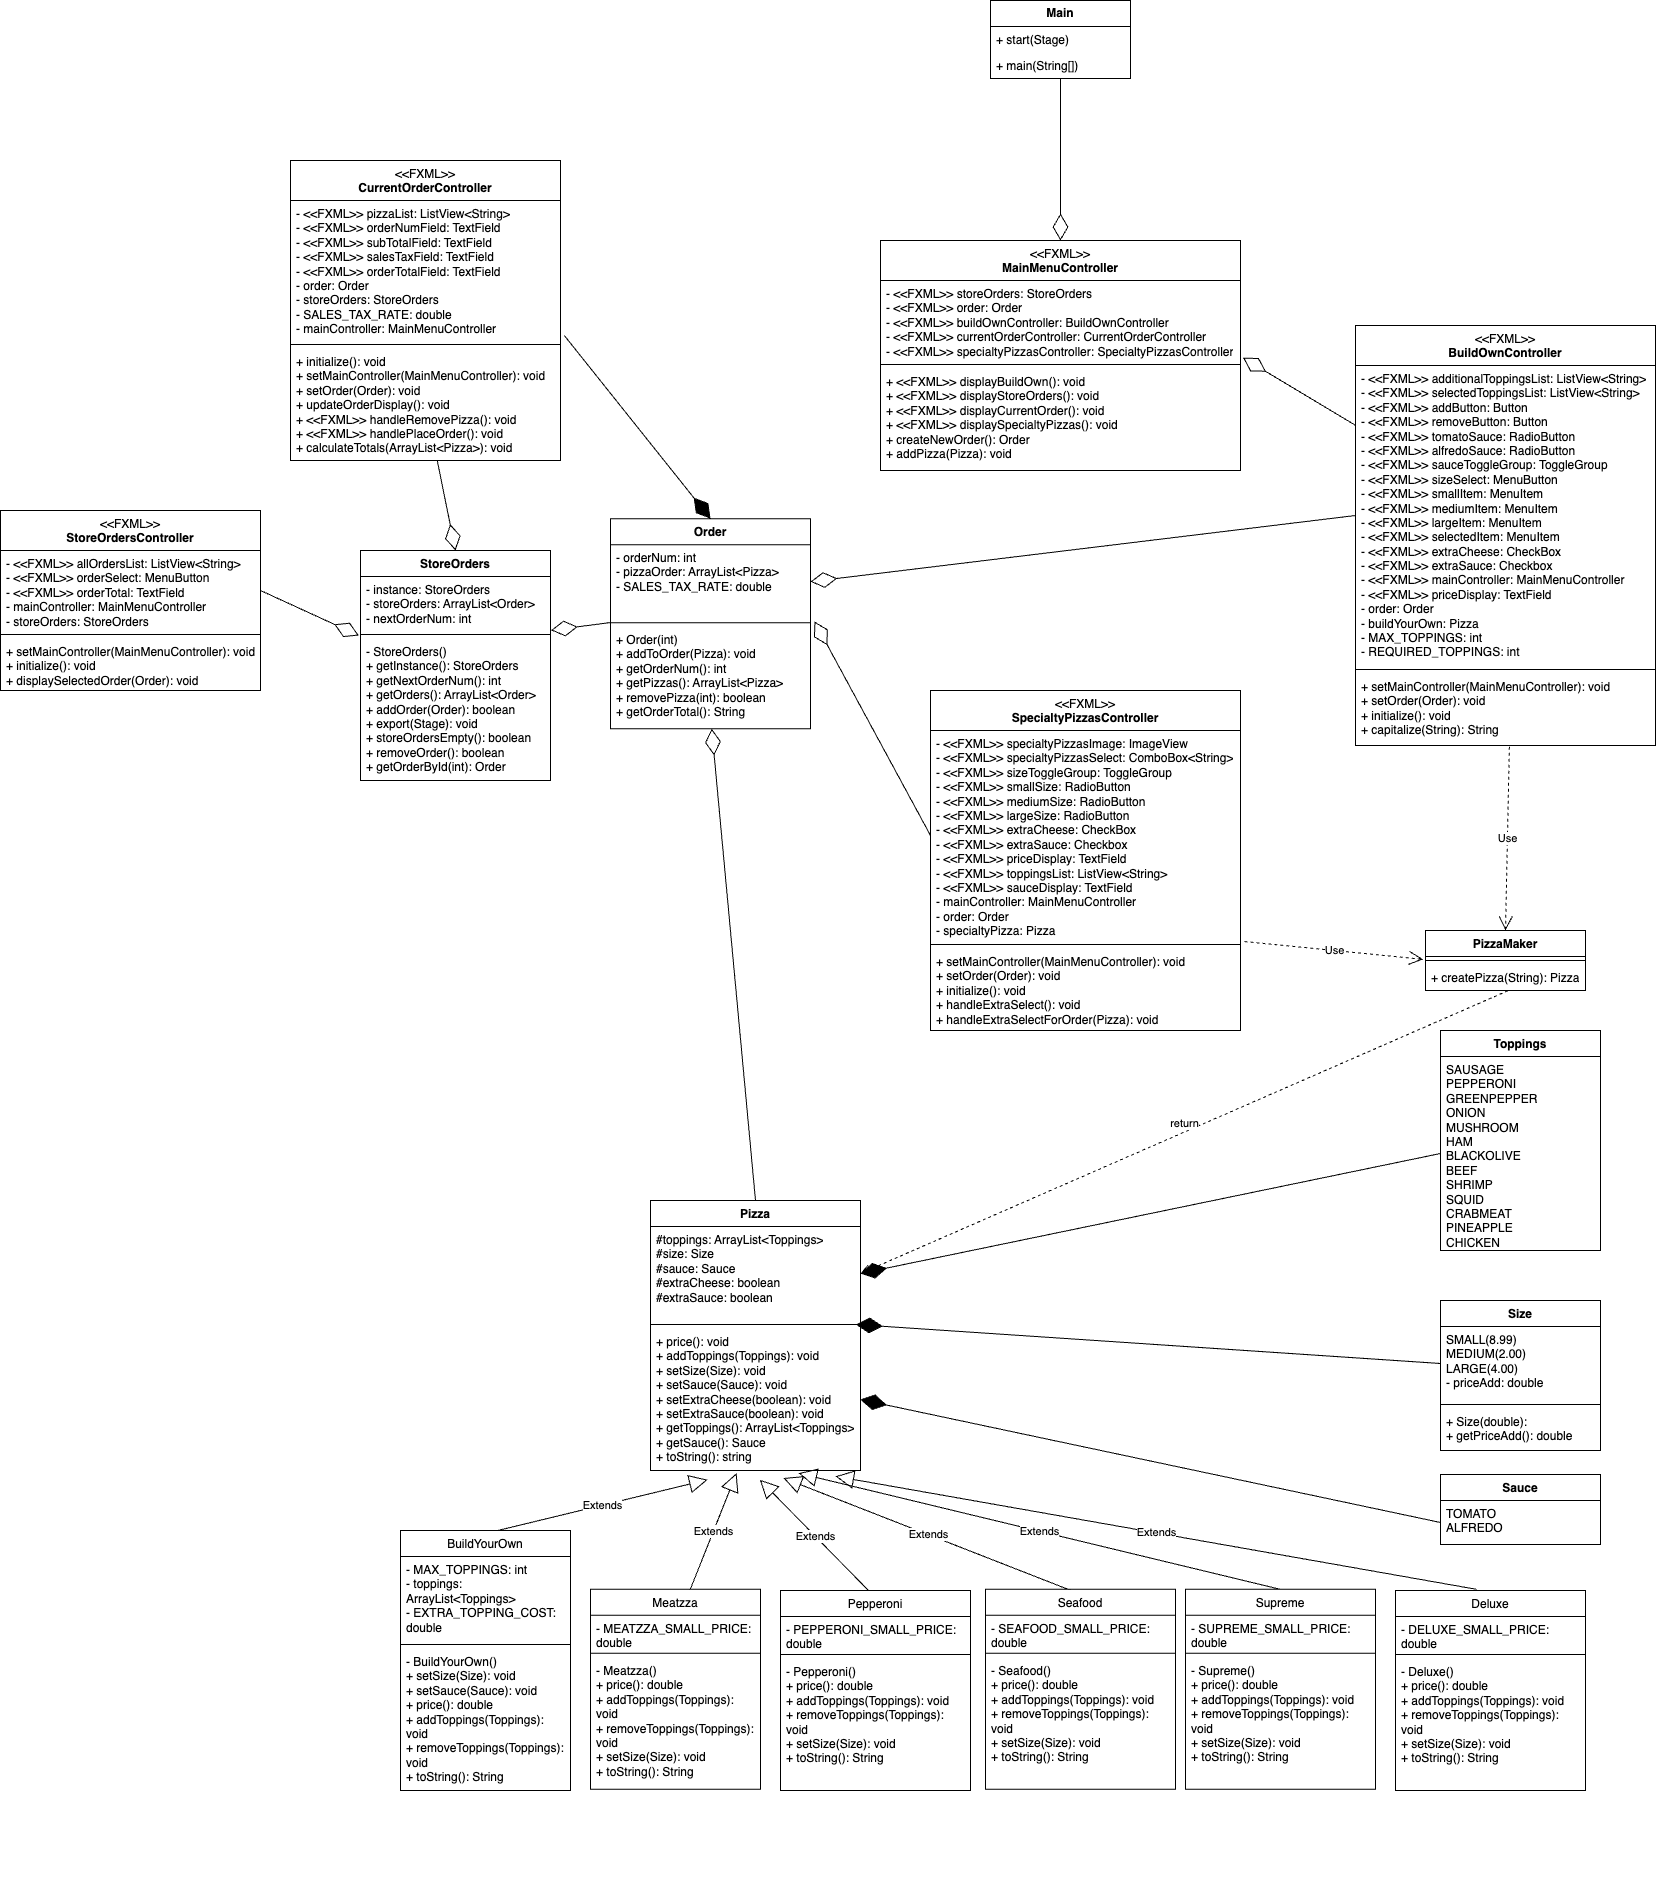 Main
+ start(Stage)
+ main(String[])
<<FXML>>
CurrentOrderController
- <<FXML>> pizzaList: ListView<String>
- <<FXML>> orderNumField: TextField
- <<FXML>> subTotalField: TextField
- <<FXML>> salesTaxField: TextField
- <<FXML>> orderTotalField: TextField
- order: Order
- storeOrders: StoreOrders
- SALES_TAX_RATE: double
- mainController: MainMenuController
+ initialize(): void
+ setMainController(MainMenuController): void
+ setOrder(Order): void
+ updateOrderDisplay(): void
+ <<FXML>> handleRemovePizza(): void
+ <<FXML>> handlePlaceOrder(): void
+ calculateTotals(ArrayList<Pizza>): void
<<FXML>>
MainMenuController
- <<FXML>> storeOrders: StoreOrders
- <<FXML>> order: Order
- <<FXML>> buildOwnController: BuildOwnController
- <<FXML>> currentOrderController: CurrentOrderController
- <<FXML>> specialtyPizzasController: SpecialtyPizzasController
+ <<FXML>> displayBuildOwn(): void
+ <<FXML>> displayStoreOrders(): void
+ <<FXML>> displayCurrentOrder(): void
+ <<FXML>> displaySpecialtyPizzas(): void
+ createNewOrder(): Order
+ addPizza(Pizza): void
<<FXML>>
BuildOwnController
- <<FXML>> additionalToppingsList: ListView<String>
- <<FXML>> selectedToppingsList: ListView<String>
- <<FXML>> addButton: Button
- <<FXML>> removeButton: Button
- <<FXML>> tomatoSauce: RadioButton
- <<FXML>> alfredoSauce: RadioButton
- <<FXML>> sauceToggleGroup: ToggleGroup
- <<FXML>> sizeSelect: MenuButton
- <<FXML>> smallItem: MenuItem
- <<FXML>> mediumItem: MenuItem
- <<FXML>> largeItem: MenuItem
- <<FXML>> selectedItem: MenuItem
- <<FXML>> extraCheese: CheckBox
- <<FXML>> extraSauce: Checkbox
- <<FXML>> mainController: MainMenuController
- <<FXML>> priceDisplay: TextField
- order: Order
- buildYourOwn: Pizza
- MAX_TOPPINGS: int
- REQUIRED_TOPPINGS: int
+ setMainController(MainMenuController): void
+ setOrder(Order): void
+ initialize(): void
+ capitalize(String): String
<<FXML>>
StoreOrdersController
- <<FXML>> allOrdersList: ListView<String>
- <<FXML>> orderSelect: MenuButton
- <<FXML>> orderTotal: TextField
- mainController: MainMenuController
- storeOrders: StoreOrders
+ setMainController(MainMenuController): void
+ initialize(): void
+ displaySelectedOrder(Order): void
StoreOrders
- instance: StoreOrders
- storeOrders: ArrayList<Order>
- nextOrderNum: int
- StoreOrders()
+ getInstance(): StoreOrders
+ getNextOrderNum(): int
+ getOrders(): ArrayList<Order>
+ addOrder(Order): boolean
+ export(Stage): void
+ storeOrdersEmpty(): boolean
+ removeOrder(): boolean
+ getOrderById(int): Order
Order
- orderNum: int
- pizzaOrder: ArrayList<Pizza>
- SALES_TAX_RATE: double
+ Order(int)
+ addToOrder(Pizza): void
+ getOrderNum(): int
+ getPizzas(): ArrayList<Pizza>
+ removePizza(int): boolean
+ getOrderTotal(): String
<<FXML>>
SpecialtyPizzasController
- <<FXML>> specialtyPizzasImage: ImageView
- <<FXML>> specialtyPizzasSelect: ComboBox<String>
- <<FXML>> sizeToggleGroup: ToggleGroup
- <<FXML>> smallSize: RadioButton
- <<FXML>> mediumSize: RadioButton
- <<FXML>> largeSize: RadioButton
- <<FXML>> extraCheese: CheckBox
- <<FXML>> extraSauce: Checkbox
- <<FXML>> priceDisplay: TextField
- <<FXML>> toppingsList: ListView<String>
- <<FXML>> sauceDisplay: TextField
- mainController: MainMenuController
- order: Order
- specialtyPizza: Pizza
+ setMainController(MainMenuController): void
+ setOrder(Order): void
+ initialize(): void
+ handleExtraSelect(): void
+ handleExtraSelectForOrder(Pizza): void
Use
Use
PizzaMaker
+ createPizza(String): Pizza
return
Toppings
SAUSAGE
PEPPERONI
GREENPEPPER
ONION
MUSHROOM
HAM
BLACKOLIVE
BEEF
SHRIMP
SQUID
CRABMEAT
PINEAPPLE
CHICKEN
Pizza
#toppings: ArrayList<Toppings>
#size: Size
#sauce: Sauce
#extraCheese: boolean
#extraSauce: boolean
+ price(): void
+ addToppings(Toppings): void
+ setSize(Size): void
+ setSauce(Sauce): void
+ setExtraCheese(boolean): void
+ setExtraSauce(boolean): void
+ getToppings(): ArrayList<Toppings>
+ getSauce(): Sauce
+ toString(): string
Size
SMALL(8.99)
MEDIUM(2.00)
LARGE(4.00)
- priceAdd: double
+ Size(double):
+ getPriceAdd(): double
Sauce
TOMATO
ALFREDO
Extends
Extends
Extends
Extends
Extends
Extends
BuildYourOwn
- MAX_TOPPINGS: int
- toppings:
ArrayList<Toppings>
- EXTRA_TOPPING_COST:
double
- BuildYourOwn()
+ setSize(Size): void
+ setSauce(Sauce): void
+ price(): double
+ addToppings(Toppings):
void
+ removeToppings(Toppings):
void
+ toString(): String
Meatzza
- MEATZZA_SMALL_PRICE:
double
- Meatzza()
+ price(): double
+ addToppings(Toppings):
void
+ removeToppings(Toppings):
void
+ setSize(Size): void
+ toString(): String
Pepperoni
- PEPPERONI_SMALL_PRICE:
double
- Pepperoni()
+ price(): double
+ addToppings(Toppings): void
+ removeToppings(Toppings):
void
+ setSize(Size): void
+ toString(): String
Seafood
- SEAFOOD_SMALL_PRICE:
double
- Seafood()
+ price(): double
+ addToppings(Toppings): void
+ removeToppings(Toppings):
void
+ setSize(Size): void
+ toString(): String
Supreme
- SUPREME_SMALL_PRICE:
double
- Supreme()
+ price(): double
+ addToppings(Toppings): void
+ removeToppings(Toppings):
void
+ setSize(Size): void
+ toString(): String
Deluxe
- DELUXE_SMALL_PRICE:
double
- Deluxe()
+ price(): double
+ addToppings(Toppings): void
+ removeToppings(Toppings):
void
+ setSize(Size): void
+ toString(): String